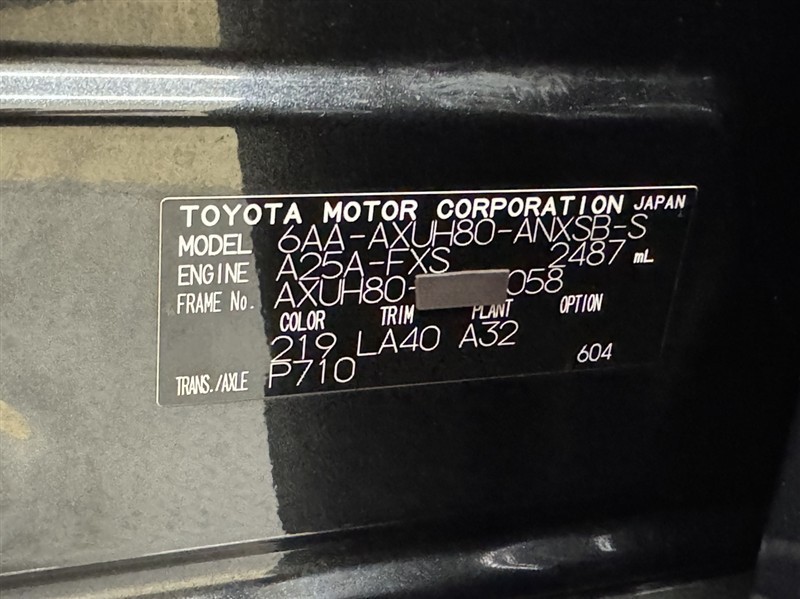 TOYOTA MOTOR CORPORATION JAPAN
MODEL 6AA-AXUH80-ANXSB-S
ENGINE A25A-FXS 2487 mL
FRAME No. AXUH80- 058
COLOR TRIM PLANT OPTION
219 LA40 A32
TRANS./AXLE P710 604